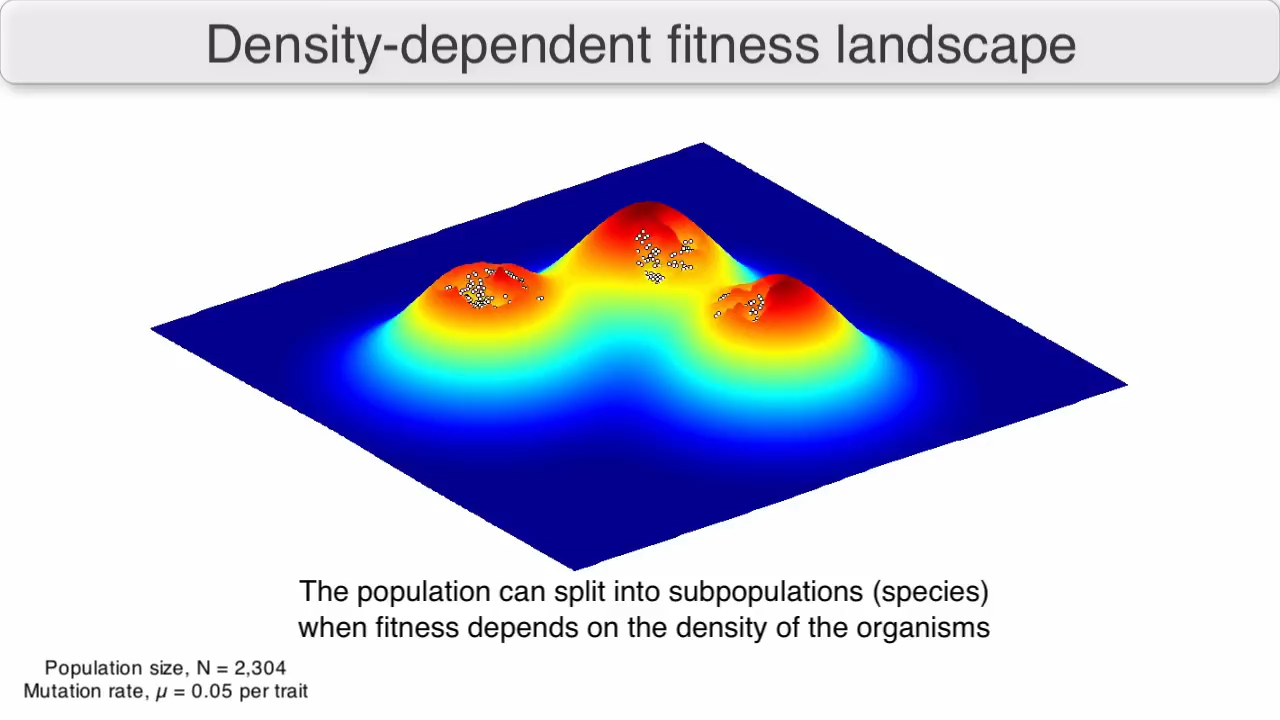 Density-dependent fitness landscape
The population can split into subpopulations (species)
when fitness depends on the density of the organisms
Population size, N = 2,304
Mutation rate, μ = 0.05 per trait